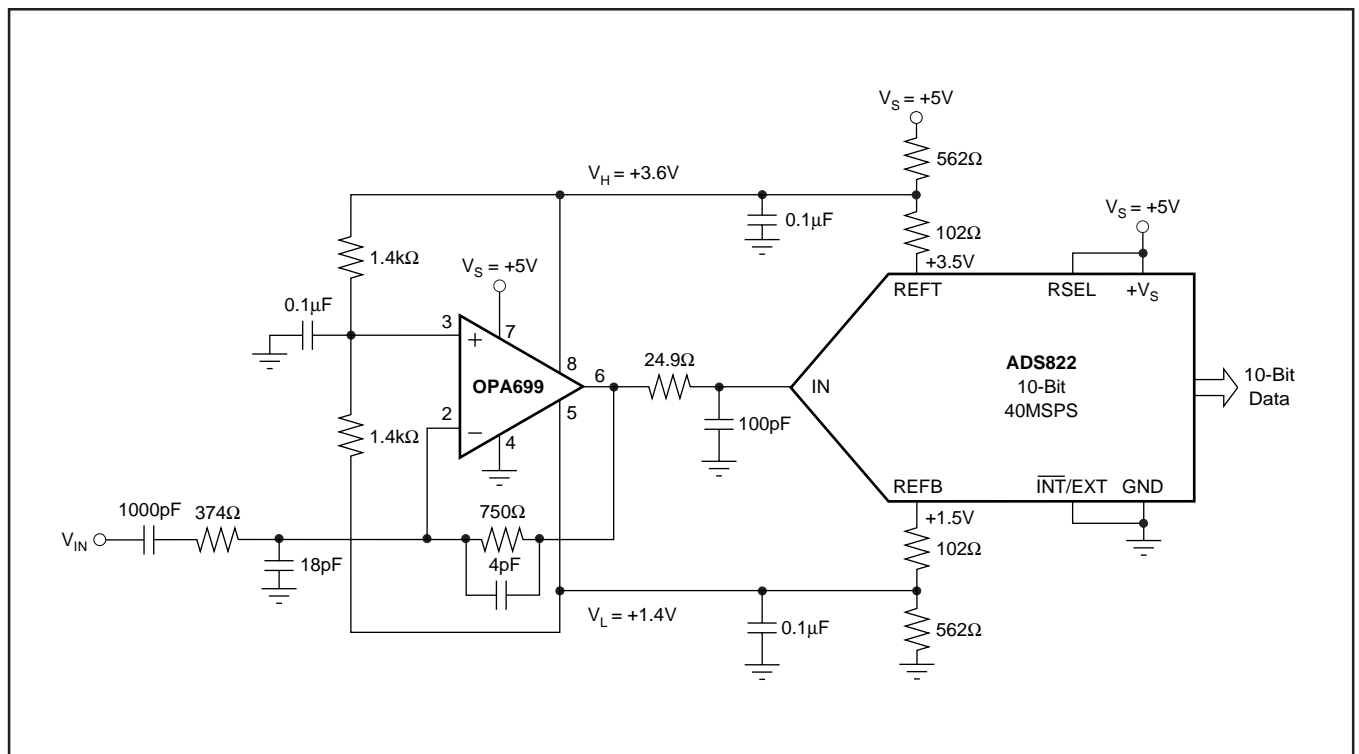 V_S = +5V
562Ω
V_H = +3.6V
0.1µF
102Ω
+3.5V
V_S = +5V
1.4kΩ
V_S = +5V
REFT
RSEL
+V_S
0.1µF
3
+
7
8
OPA699
6
24.9Ω
IN
ADS822
10-Bit
40MSPS
10-Bit
Data
2
−
5
4
100pF
1.4kΩ
REFB
INT/EXT
GND
1000pF
374Ω
750Ω
+1.5V
V_IN
102Ω
18pF
4pF
V_L = +1.4V
0.1µF
562Ω